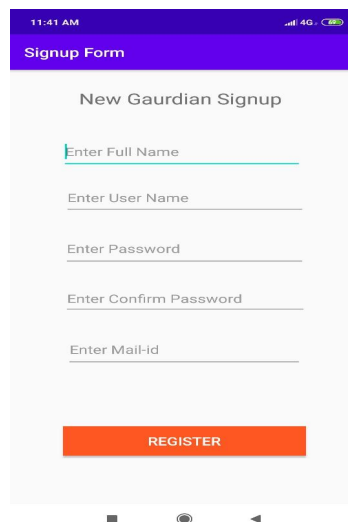 11:41 AM 4G 69
Signup Form
New Gaurdian Signup
Enter Full Name
Enter User Name
Enter Password
Enter Confirm Password
Enter Mail-id
REGISTER